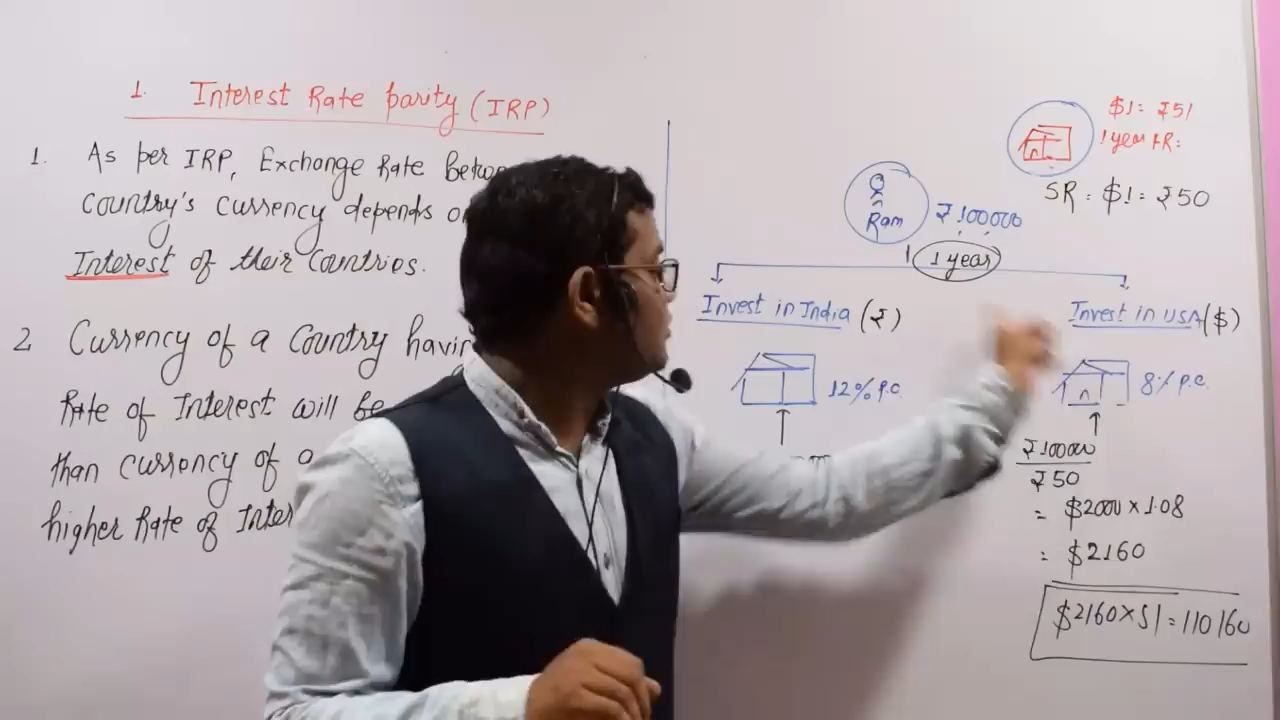 1. Interest Rate parity (IRP)
1. As per IRP, Exchange Rate
Country's currency depends
Interest of their Countries.
2 Currency of a Country
Rate of Interest will be
than currency of a
higher Rate of
$1 = ₹51
1 year FR:
SR: $1 = ₹50
Ram
₹100000
1 year
Invest in India (₹)
12% p.a.
Invest in USA ($)
8% p.a.
₹100000
₹50
= $2000 × 1.08
= $2160
$2160×51 = 110160